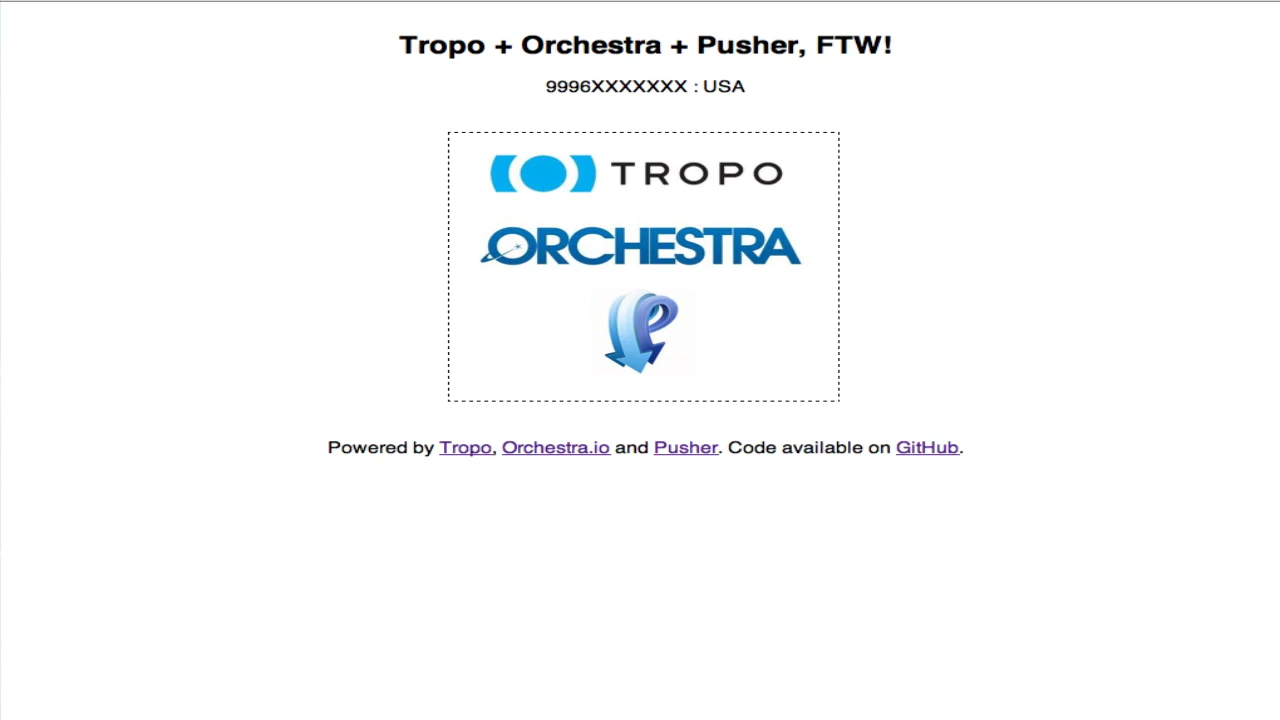 Tropo + Orchestra + Pusher, FTW!
9996XXXXXXX : USA
TROPO
ORCHESTRA
Powered by Tropo, Orchestra.io and Pusher. Code available on GitHub.